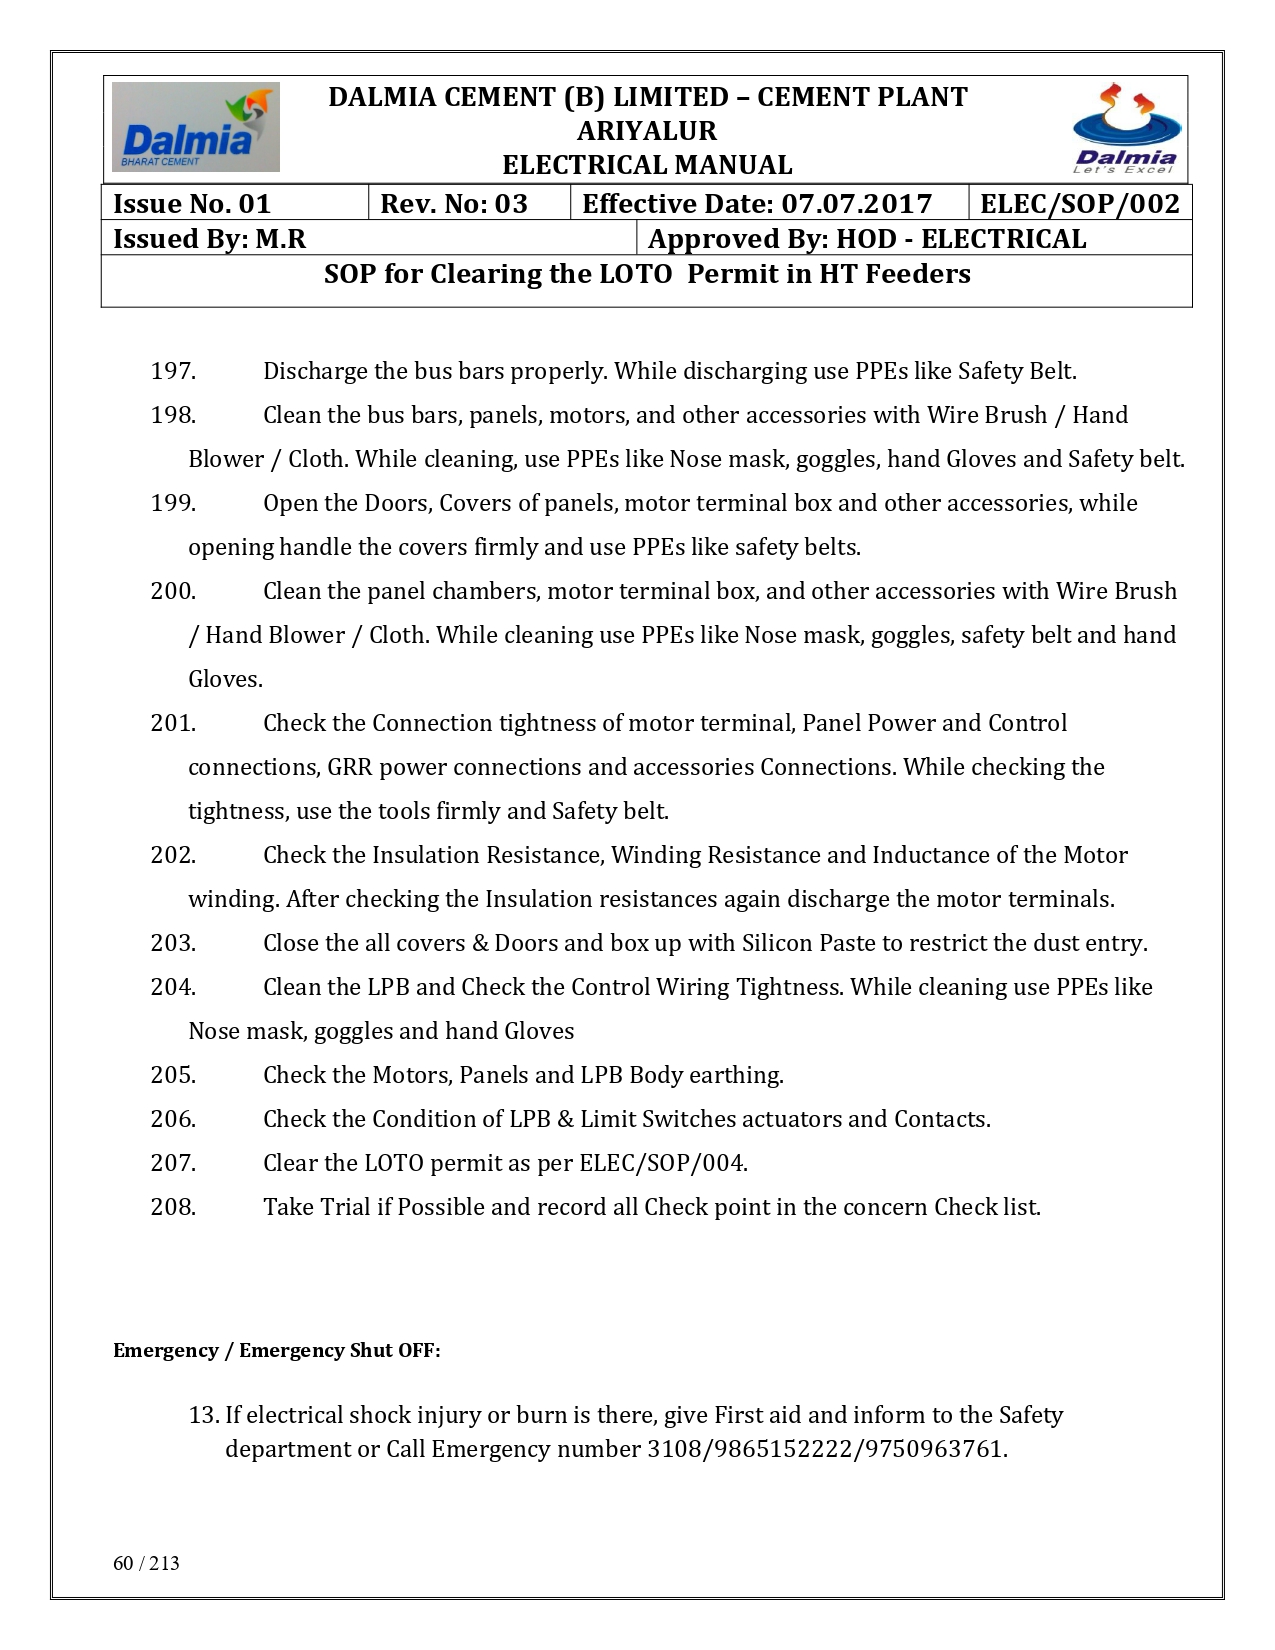 Dalmia
BHARAT CEMENT
DALMIA CEMENT (B) LIMITED – CEMENT PLANT
ARIYALUR
ELECTRICAL MANUAL
Dalmia
Let's Excel
Issue No. 01 Rev. No: 03 Effective Date: 07.07.2017 ELEC/SOP/002
Issued By: M.R Approved By: HOD - ELECTRICAL
SOP for Clearing the LOTO Permit in HT Feeders
197. Discharge the bus bars properly. While discharging use PPEs like Safety Belt.
198. Clean the bus bars, panels, motors, and other accessories with Wire Brush / Hand
Blower / Cloth. While cleaning, use PPEs like Nose mask, goggles, hand Gloves and Safety belt.
199. Open the Doors, Covers of panels, motor terminal box and other accessories, while
opening handle the covers firmly and use PPEs like safety belts.
200. Clean the panel chambers, motor terminal box, and other accessories with Wire Brush
/ Hand Blower / Cloth. While cleaning use PPEs like Nose mask, goggles, safety belt and hand
Gloves.
201. Check the Connection tightness of motor terminal, Panel Power and Control
connections, GRR power connections and accessories Connections. While checking the
tightness, use the tools firmly and Safety belt.
202. Check the Insulation Resistance, Winding Resistance and Inductance of the Motor
winding. After checking the Insulation resistances again discharge the motor terminals.
203. Close the all covers & Doors and box up with Silicon Paste to restrict the dust entry.
204. Clean the LPB and Check the Control Wiring Tightness. While cleaning use PPEs like
Nose mask, goggles and hand Gloves
205. Check the Motors, Panels and LPB Body earthing.
206. Check the Condition of LPB & Limit Switches actuators and Contacts.
207. Clear the LOTO permit as per ELEC/SOP/004.
208. Take Trial if Possible and record all Check point in the concern Check list.
Emergency / Emergency Shut OFF:
13. If electrical shock injury or burn is there, give First aid and inform to the Safety
department or Call Emergency number 3108/9865152222/9750963761.
60 / 213